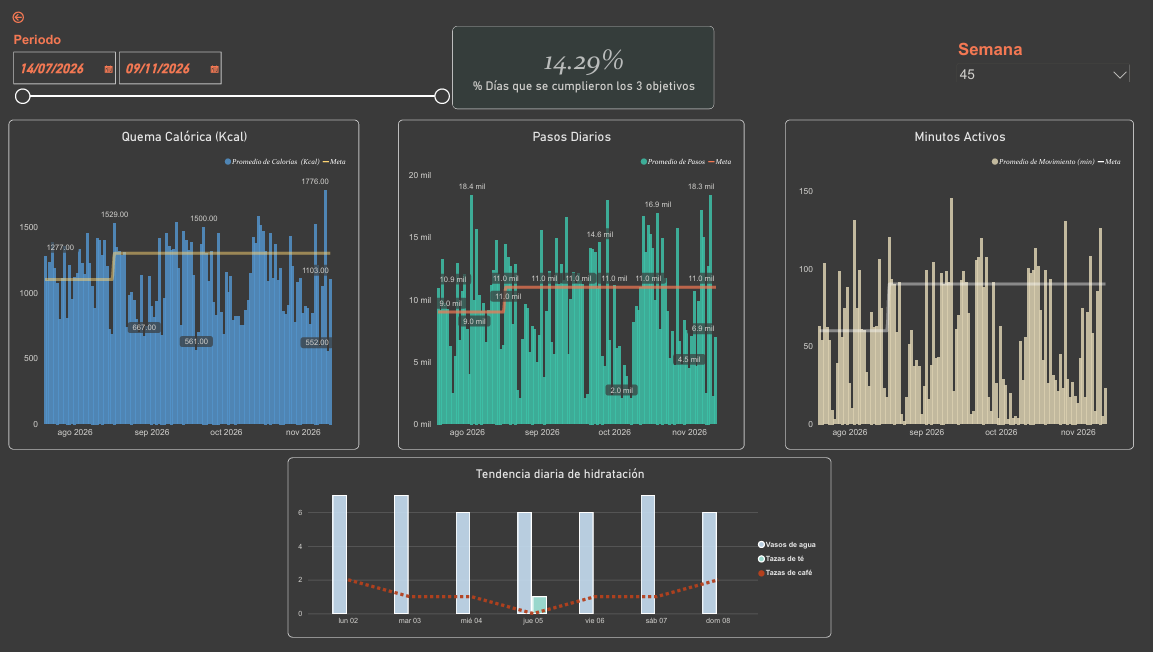 Periodo
14/07/2026
09/11/2026
14.29%
% Días que se cumplieron los 3 objetivos
Semana
45
Quema Calórica (Kcal)
Promedio de Calorías (Kcal)
Meta
1776.00
1529.00
1500.00
1277.00
1103.00
667.00
561.00
552.00
1500
1000
500
0
ago 2026
sep 2026
oct 2026
nov 2026
Pasos Diarios
Promedio de Pasos
Meta
20 mil
15 mil
10 mil
5 mil
0 mil
18.4 mil
18.3 mil
16.9 mil
14.6 mil
10.9 mil
11.0 mil
11.0 mil
11.0 mil
11.0 mil
11.0 mil
11.0 mil
11.0 mil
9.0 mil
9.0 mil
6.9 mil
4.5 mil
2.0 mil
ago 2026
sep 2026
oct 2026
nov 2026
Minutos Activos
Promedio de Movimiento (min)
Meta
150
100
50
0
ago 2026
sep 2026
oct 2026
nov 2026
Tendencia diaria de hidratación
6
4
2
0
lun 02
mar 03
mié 04
jue 05
vie 06
sáb 07
dom 08
Vasos de agua
Tazas de té
Tazas de café